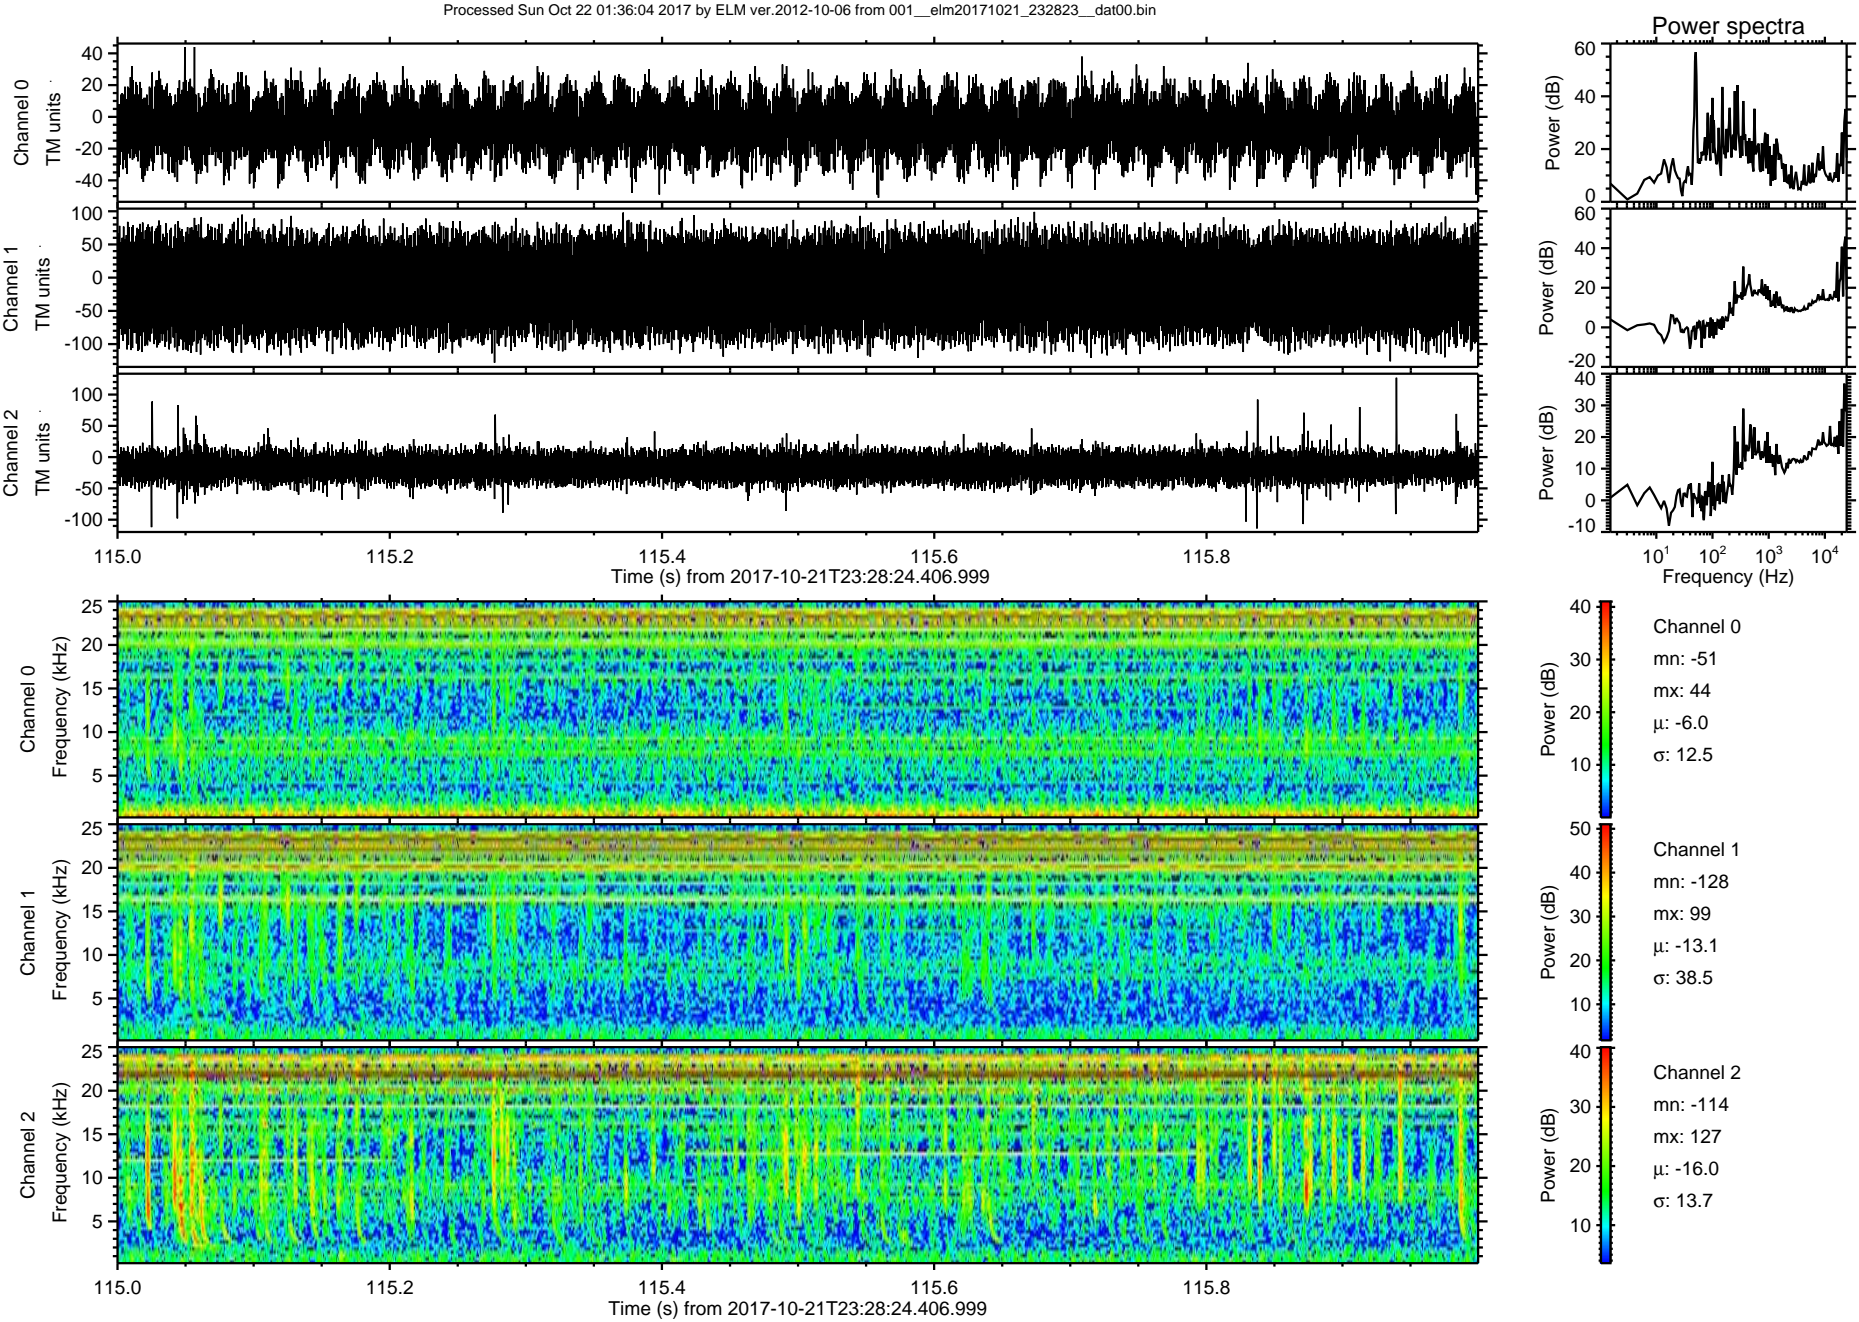 Processed Sun Oct 22 01:36:04 2017 by ELM ver.2012-10-06 from 001__elm20171021_232823__dat00.bin
Power spectra
Channel 0
TM units
40
20
0
-20
-40
Power (dB)
60
40
20
0
Channel 1
TM units
100
50
0
-50
-100
Power (dB)
60
40
20
0
-20
Channel 2
TM units
100
50
0
-50
-100
Power (dB)
40
30
20
10
0
-10
115.0 115.2 115.4 115.6 115.8
Time (s) from 2017-10-21T23:28:24.406.999
10¹ 10² 10³ 10⁴
Frequency (Hz)
Channel 0
Frequency (kHz)
25
20
15
10
5
Power (dB)
40
30
20
10
Channel 0
mn: -51
mx: 44
μ: -6.0
σ: 12.5
Channel 1
Frequency (kHz)
25
20
15
10
5
Power (dB)
50
40
30
20
10
Channel 1
mn: -128
mx: 99
μ: -13.1
σ: 38.5
Channel 2
Frequency (kHz)
25
20
15
10
5
Power (dB)
40
30
20
10
Channel 2
mn: -114
mx: 127
μ: -16.0
σ: 13.7
115.0 115.2 115.4 115.6 115.8
Time (s) from 2017-10-21T23:28:24.406.999